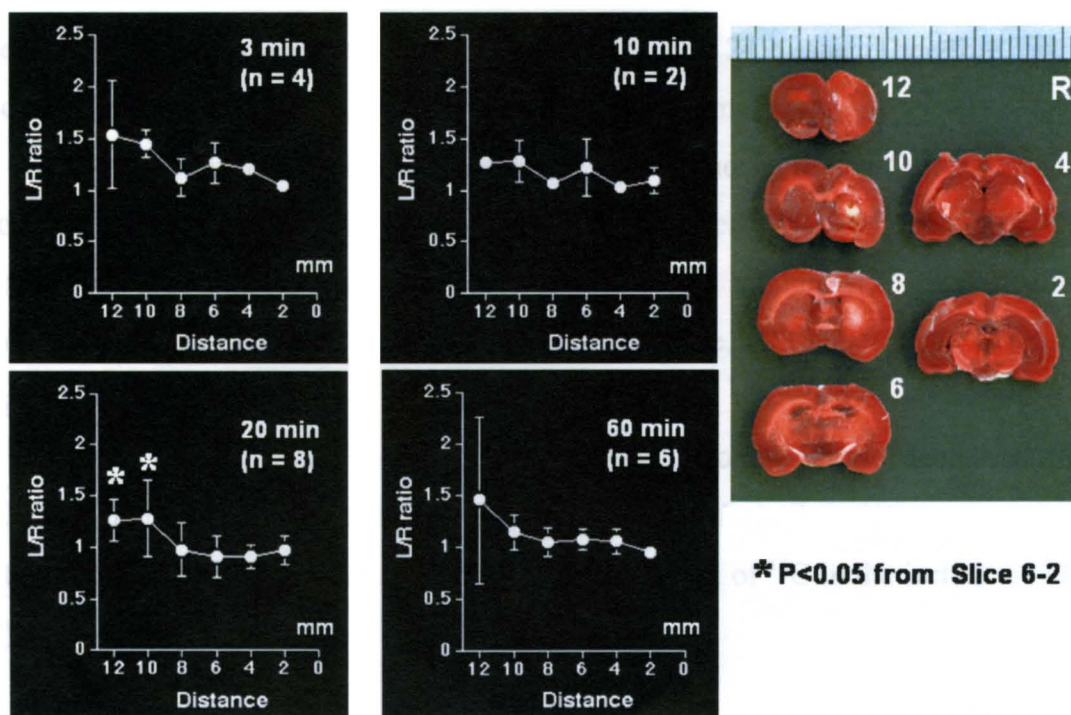 2.5
2
1.5
1
0.5
0
L/R ratio
3 min
(n = 4)
mm
12 10 8 6 4 2 0
Distance
2.5
2
1.5
1
0.5
0
L/R ratio
10 min
(n = 2)
mm
12 10 8 6 4 2 0
Distance
2.5
2
1.5
1
0.5
0
L/R ratio
20 min
(n = 8)
* *
mm
12 10 8 6 4 2 0
Distance
2.5
2
1.5
1
0.5
0
L/R ratio
60 min
(n = 6)
mm
12 10 8 6 4 2 0
Distance
R
12
10
8
6
4
2
* P<0.05 from Slice 6-2